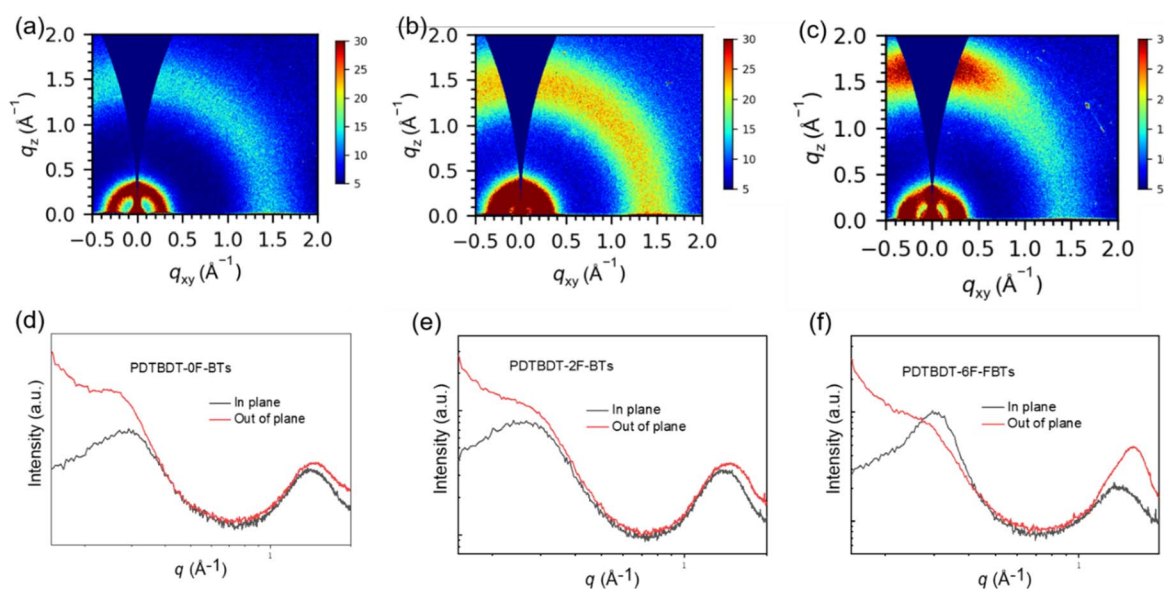 (a)
(b)
(c)
2.0
1.5
1.0
0.5
0.0
q_z (Å⁻¹)
−0.5 0.0 0.5 1.0 1.5 2.0
q_xy (Å⁻¹)
30
25
20
15
10
5
2.0
1.5
1.0
0.5
0.0
q_z (Å⁻¹)
−0.5 0.0 0.5 1.0 1.5 2.0
q_xy (Å⁻¹)
30
25
20
15
10
5
2.0
1.5
1.0
0.5
0.0
q_z (Å⁻¹)
−0.5 0.0 0.5 1.0 1.5 2.0
q_xy (Å⁻¹)
(d)
PDTBDT-0F-BTs
In plane
Out of plane
Intensity (a.u.)
1
q (Å⁻¹)
(e)
PDTBDT-2F-BTs
In plane
Out of plane
Intensity (a.u.)
1
q (Å⁻¹)
(f)
PDTBDT-6F-FBTs
In plane
Out of plane
Intensity (a.u.)
1
q (Å⁻¹)